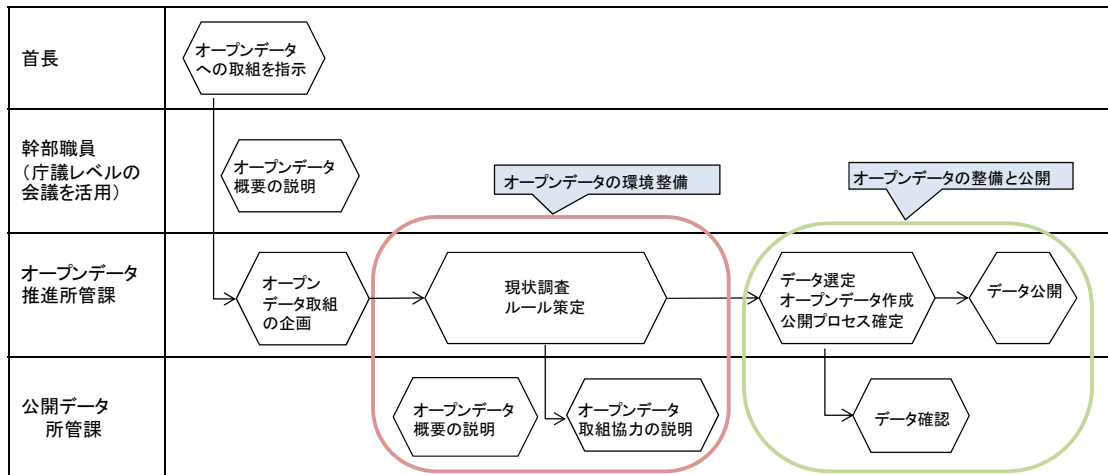 首長
オープンデータ
への取組を指示
幹部職員
（庁議レベルの
会議を活用）
オープンデータ
概要の説明
オープンデータの環境整備
オープンデータの整備と公開
オープンデータ
推進所管課
オープン
データ取組
の企画
現状調査
ルール策定
データ選定
オープンデータ作成
公開プロセス確定
データ公開
公開データ
所管課
オープンデータ
概要の説明
オープンデータ
取組協力の説明
データ確認